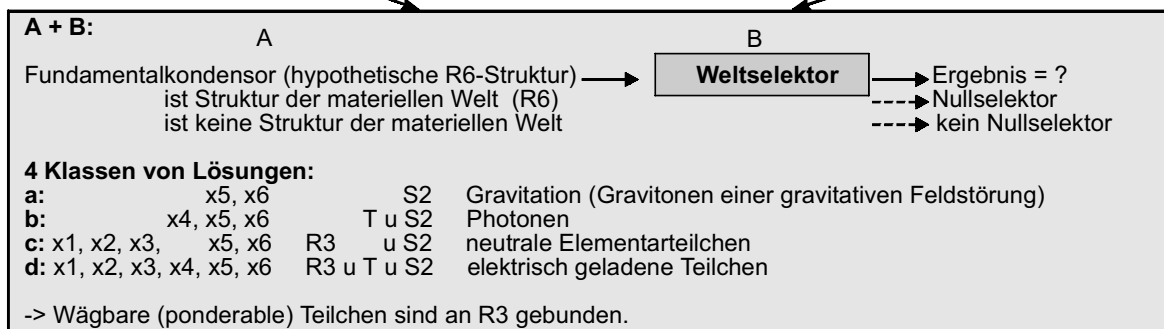 A + B:
A B
Fundamentalkondensor (hypothetische R6-Struktur) Weltselektor Ergebnis = ?
ist Struktur der materiellen Welt (R6) Nullselektor
ist keine Struktur der materiellen Welt kein Nullselektor
4 Klassen von Lösungen:
a: x5, x6 S2 Gravitation (Gravitonen einer gravitativen Feldstörung)
b: x4, x5, x6 T u S2 Photonen
c: x1, x2, x3, x5, x6 R3 u S2 neutrale Elementarteilchen
d: x1, x2, x3, x4, x5, x6 R3 u T u S2 elektrisch geladene Teilchen
-> Wägbare (ponderable) Teilchen sind an R3 gebunden.